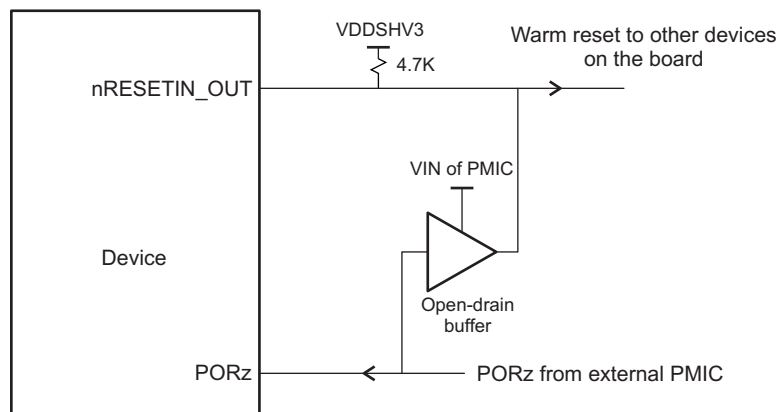 VDDSHV3
4.7K
Warm reset to other devices
on the board
nRESETIN_OUT
VIN of PMIC
Device
Open-drain
buffer
PORz
PORz from external PMIC